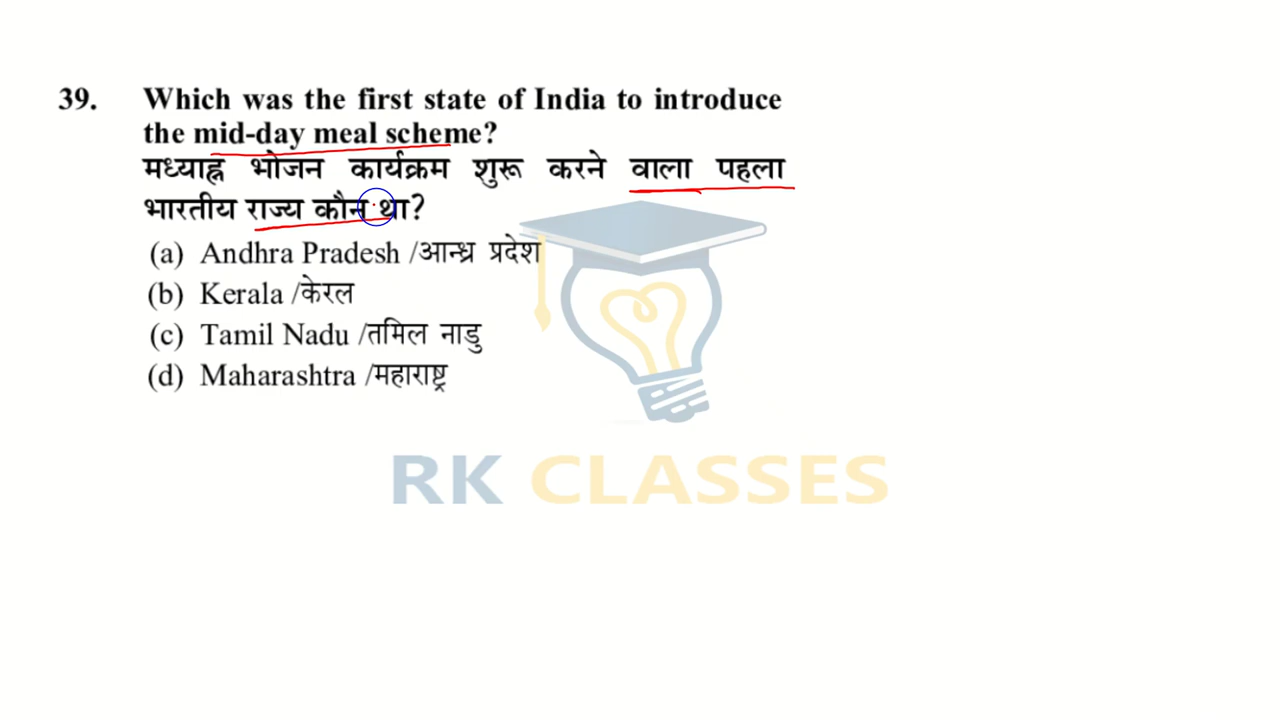 39. Which was the first state of India to introduce
the mid-day meal scheme?
मध्याह्न भोजन कार्यक्रम शुरू करने वाला पहला
भारतीय राज्य कौन था?
(a) Andhra Pradesh /आन्ध्र प्रदेश
(b) Kerala /केरल
(c) Tamil Nadu /तमिल नाडु
(d) Maharashtra /महाराष्ट्र
RK CLASSES